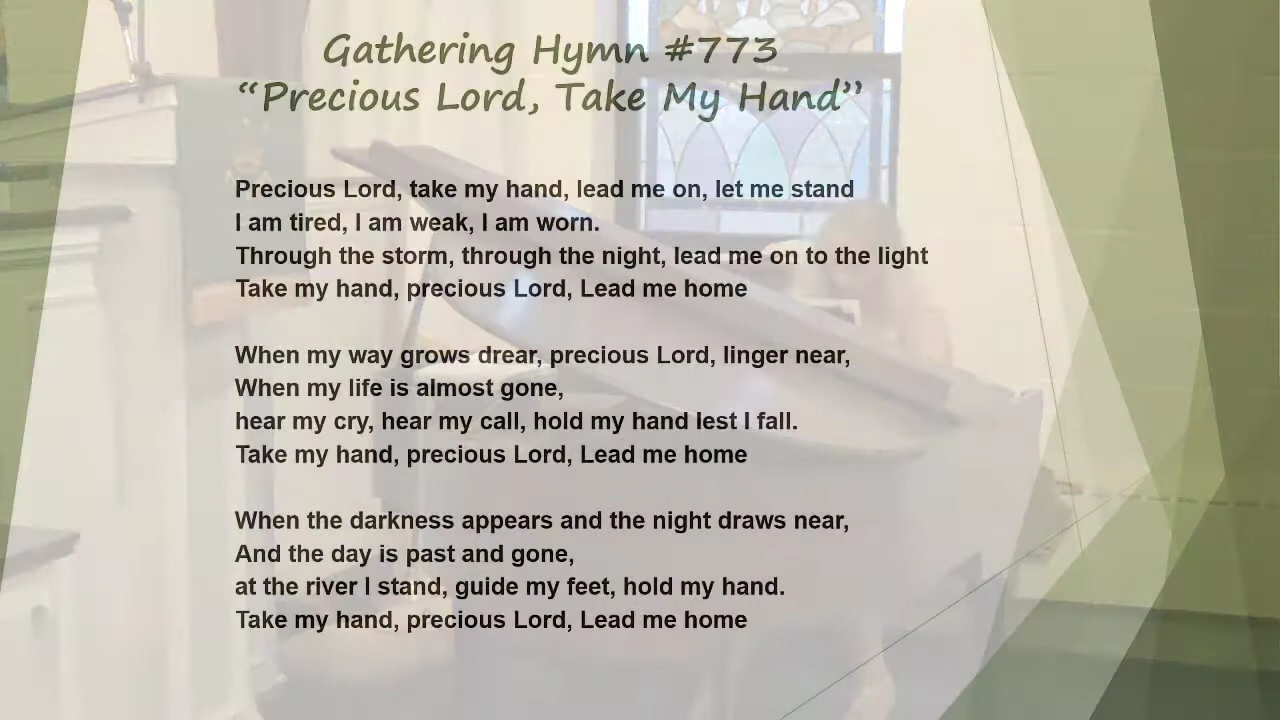 Gathering Hymn #773
“Precious Lord, Take My Hand”
Precious Lord, take my hand, lead me on, let me stand
I am tired, I am weak, I am worn.
Through the storm, through the night, lead me on to the light
Take my hand, precious Lord, Lead me home
When my way grows drear, precious Lord, linger near,
When my life is almost gone,
hear my cry, hear my call, hold my hand lest I fall.
Take my hand, precious Lord, Lead me home
When the darkness appears and the night draws near,
And the day is past and gone,
at the river I stand, guide my feet, hold my hand.
Take my hand, precious Lord, Lead me home